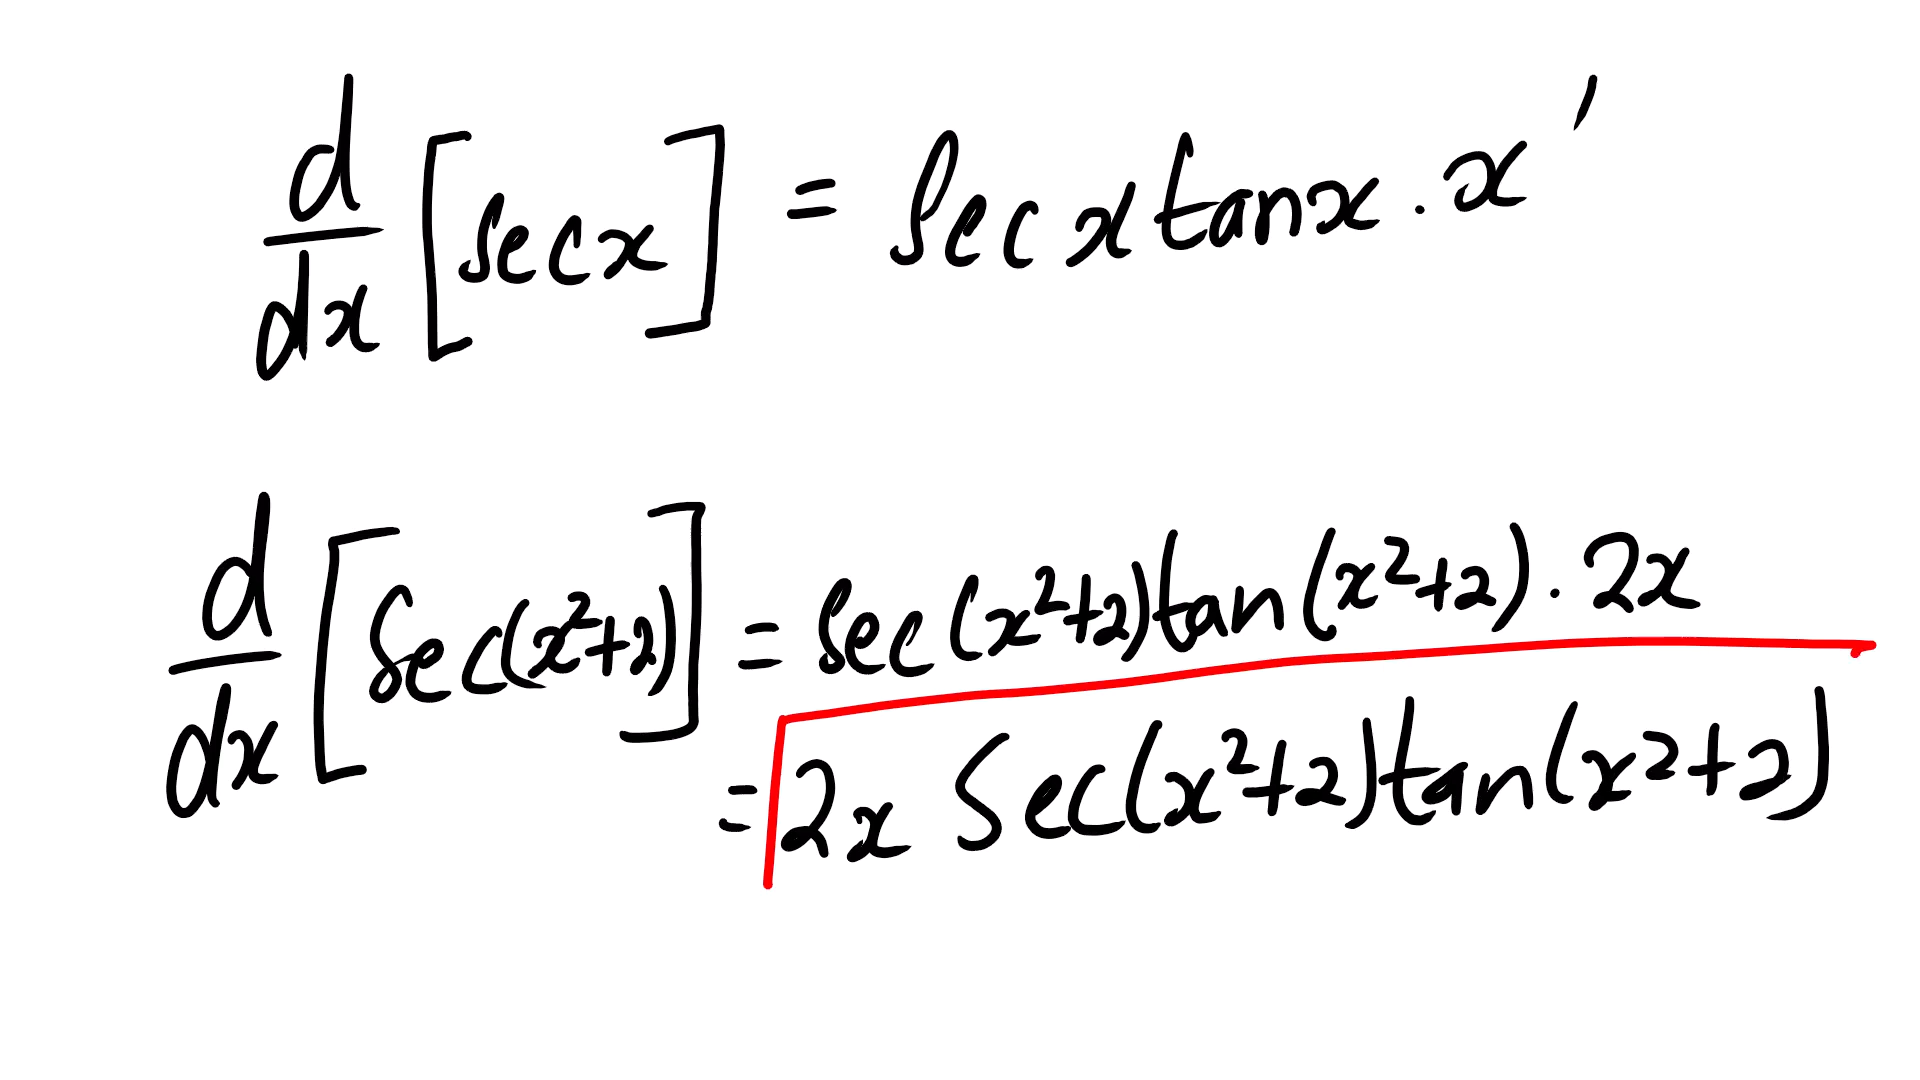 d/dx [sec x] = sec x tan x . x'
d/dx [sec(x²+2)] = sec(x²+2)tan(x²+2) . 2x
= 2x sec(x²+2)tan(x²+2)